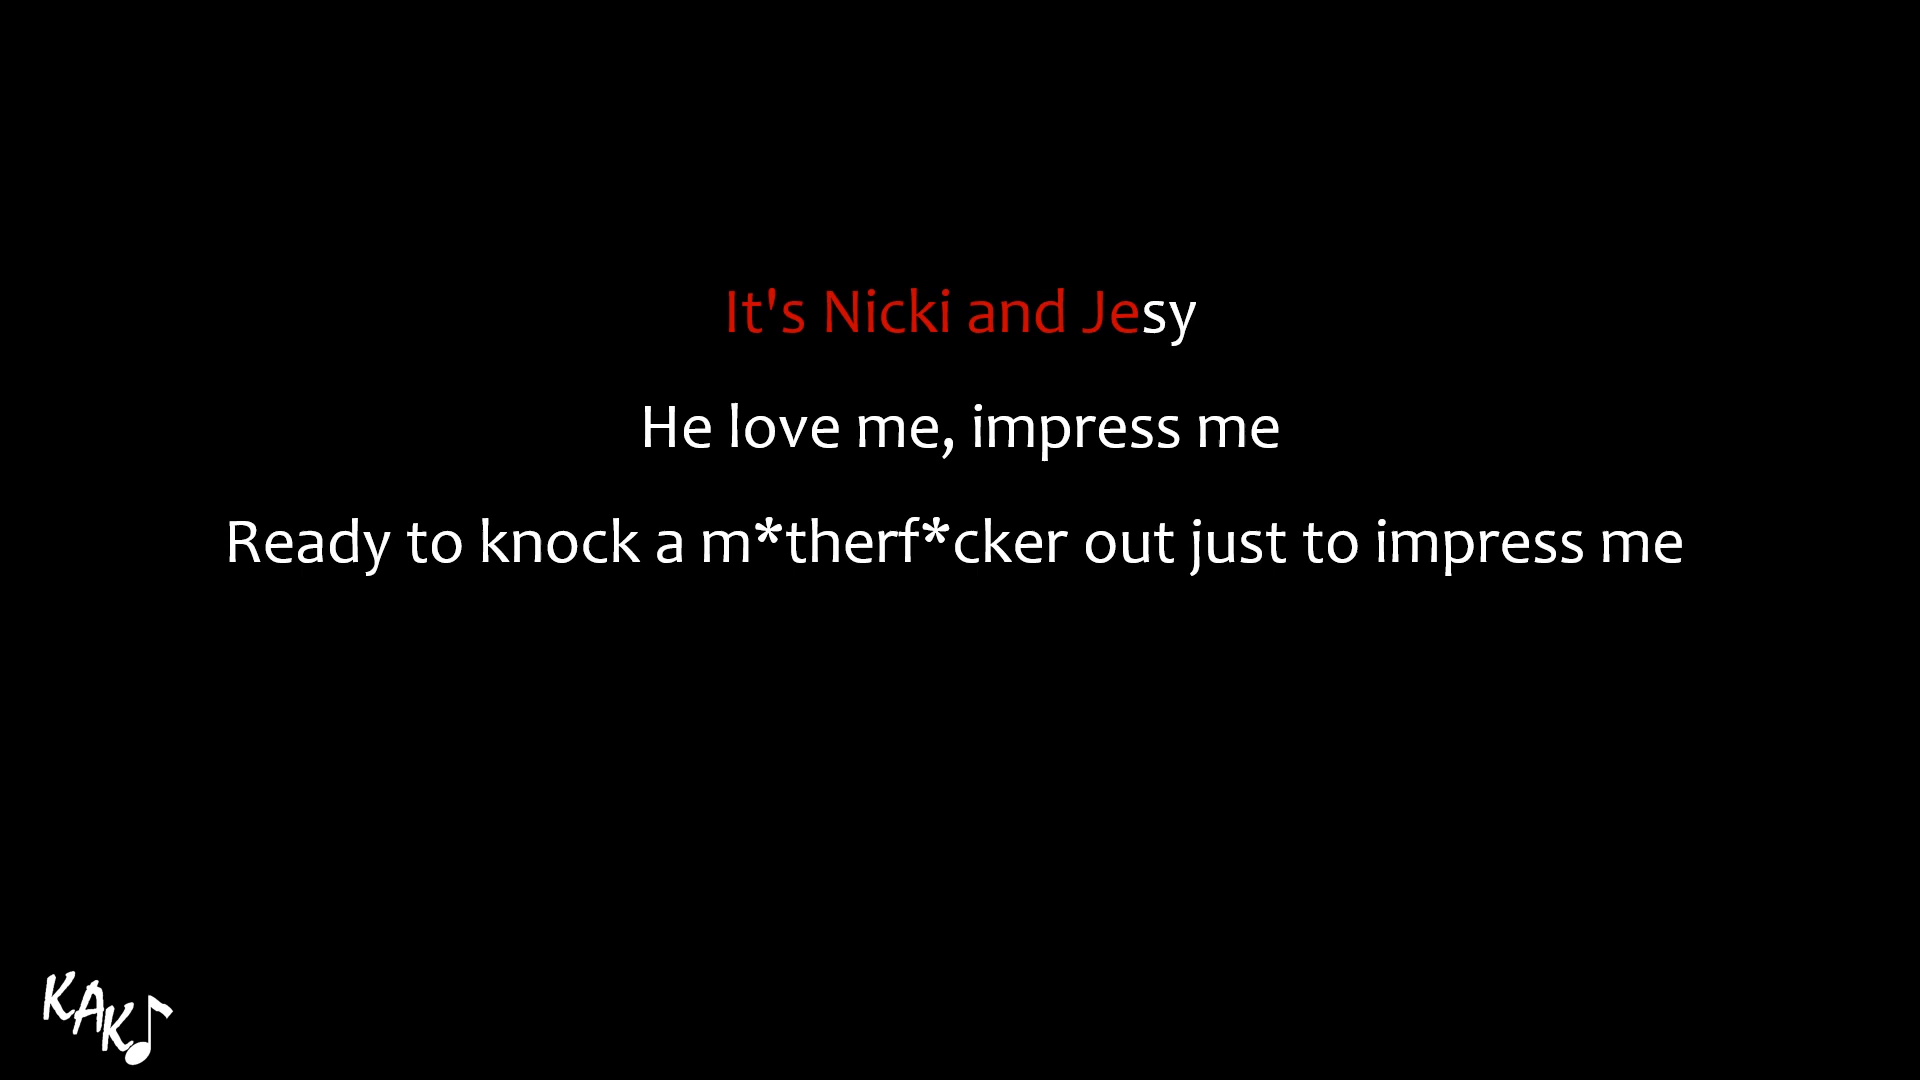 It's Nicki and Jesy
He love me, impress me
Ready to knock a m*therf*cker out just to impress me
KAK